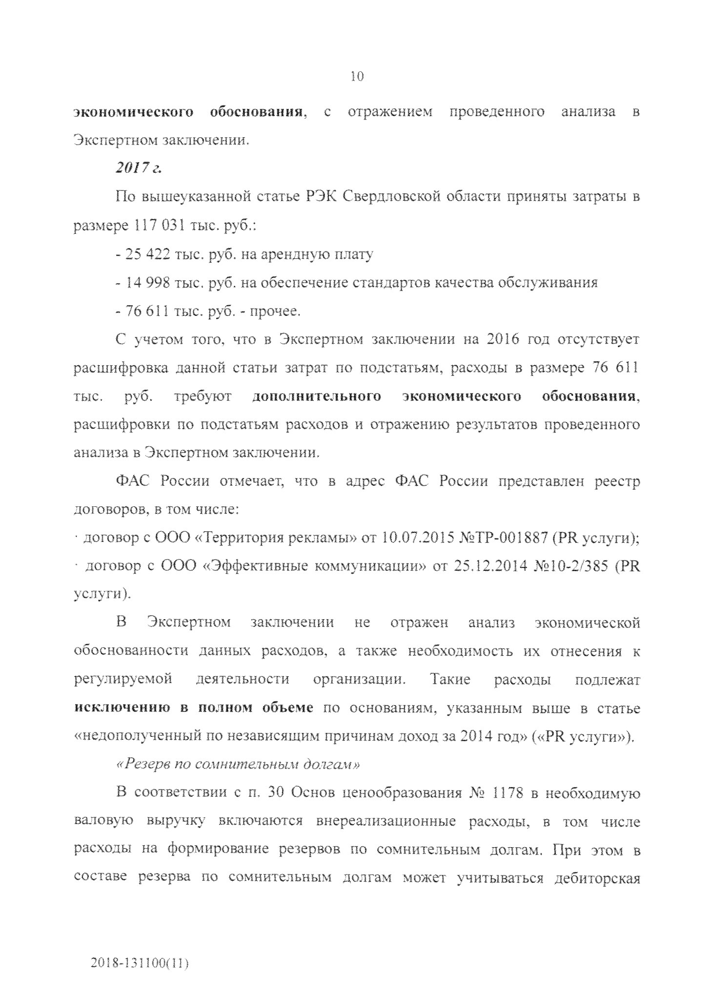 10
экономического обоснования, с отражением проведенного анализа в
Экспертном заключении.
2017 г.
По вышеуказанной статье РЭК Свердловской области приняты затраты в
размере 117 031 тыс. руб.:
- 25 422 тыс. руб. на арендную плату
- 14 998 тыс. руб. на обеспечение стандартов качества обслуживания
- 76 611 тыс. руб. - прочее.
С учетом того, что в Экспертном заключении на 2016 год отсутствует
расшифровка данной статьи затрат по подстатьям, расходы в размере 76 611
тыс. руб. требуют дополнительного экономического обоснования,
расшифровки по подстатьям расходов и отражению результатов проведенного
анализа в Экспертном заключении.
ФАС России отмечает, что в адрес ФАС России представлен реестр
договоров, в том числе:
· договор с ООО «Территория рекламы» от 10.07.2015 №ТР-001887 (PR услуги);
· договор с ООО «Эффективные коммуникации» от 25.12.2014 №10-2/385 (PR
услуги).
В Экспертном заключении не отражен анализ экономической
обоснованности данных расходов, а также необходимость их отнесения к
регулируемой деятельности организации. Такие расходы подлежат
исключению в полном объеме по основаниям, указанным выше в статье
«недополученный по независящим причинам доход за 2014 год» («PR услуги»).
«Резерв по сомнительным долгам»
В соответствии с п. 30 Основ ценообразования № 1178 в необходимую
валовую выручку включаются внереализационные расходы, в том числе
расходы на формирование резервов по сомнительным долгам. При этом в
составе резерва по сомнительным долгам может учитываться дебиторская
2018-131100(11)